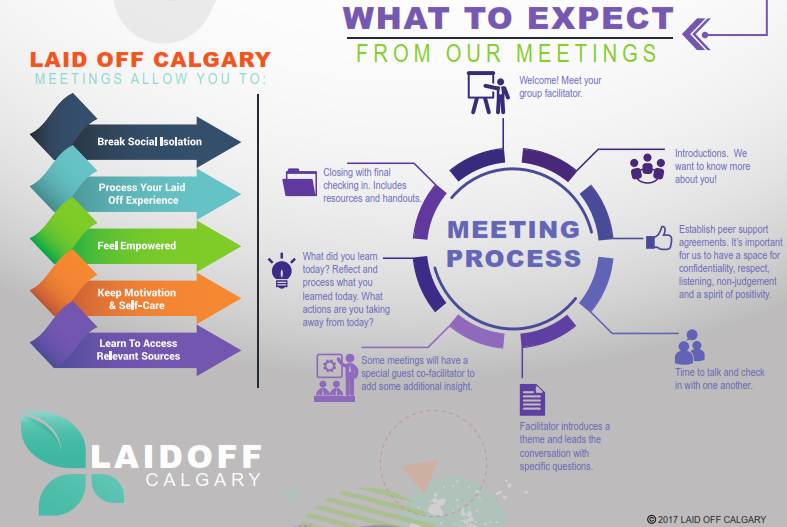 WHAT TO EXPECT
FROM OUR MEETINGS
LAID OFF CALGARY
MEETINGS ALLOW YOU TO:
Break Social Isolation
Process Your Laid
Off Experience
Feel Empowered
Keep Motivation
& Self-Care
Learn To Access
Relevant Sources
MEETING
PROCESS
Welcome! Meet your
group facilitator.
Introductions. We
want to know more
about you!
Establish peer support
agreements. It's important
for us to have a space for
confidentiality, respect,
listening, non-judgement
and a spirit of positivity.
Time to talk and check
in with one another.
Facilitator introduces a
theme and leads the
conversation with
specific questions.
Some meetings will have a
special guest co-facilitator to
add some additional insight.
What did you learn
today? Reflect and
process what you
learned today. What
actions are you taking
away from today?
Closing with final
checking in. Includes
resources and handouts.
LAIDOFF
CALGARY
© 2017 LAID OFF CALGARY